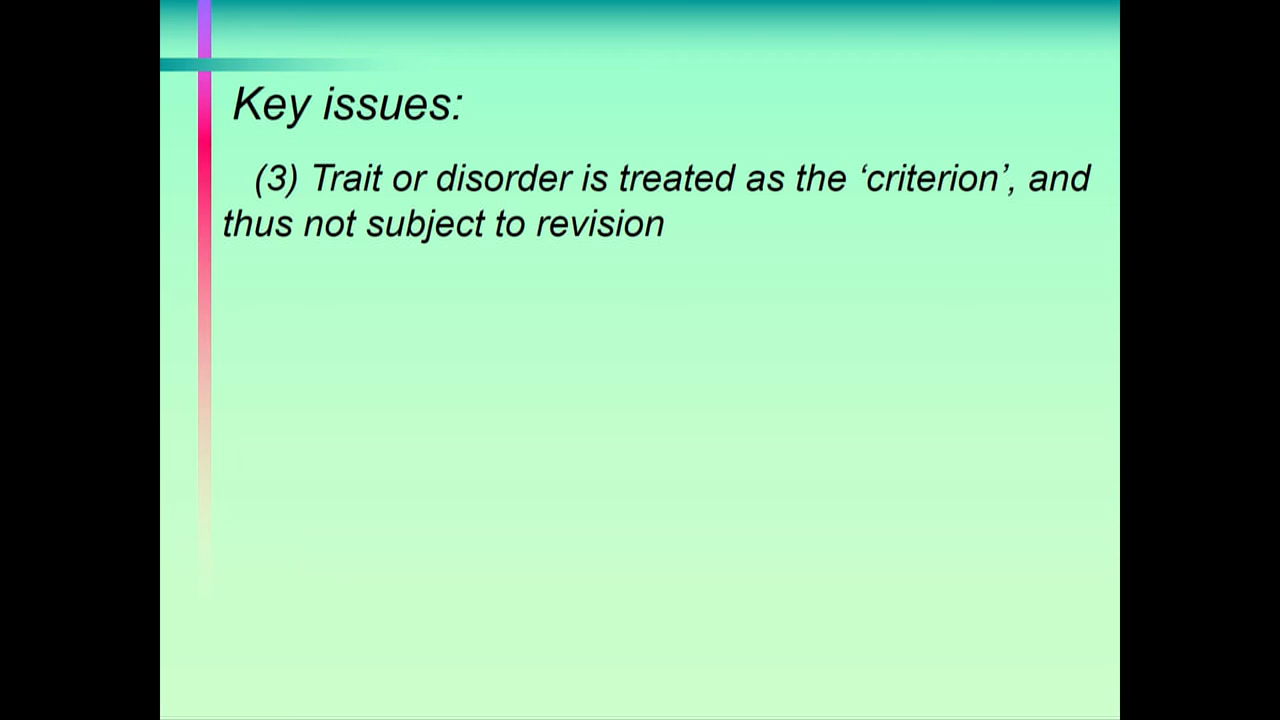 Key issues:
(3) Trait or disorder is treated as the ‘criterion’, and
thus not subject to revision